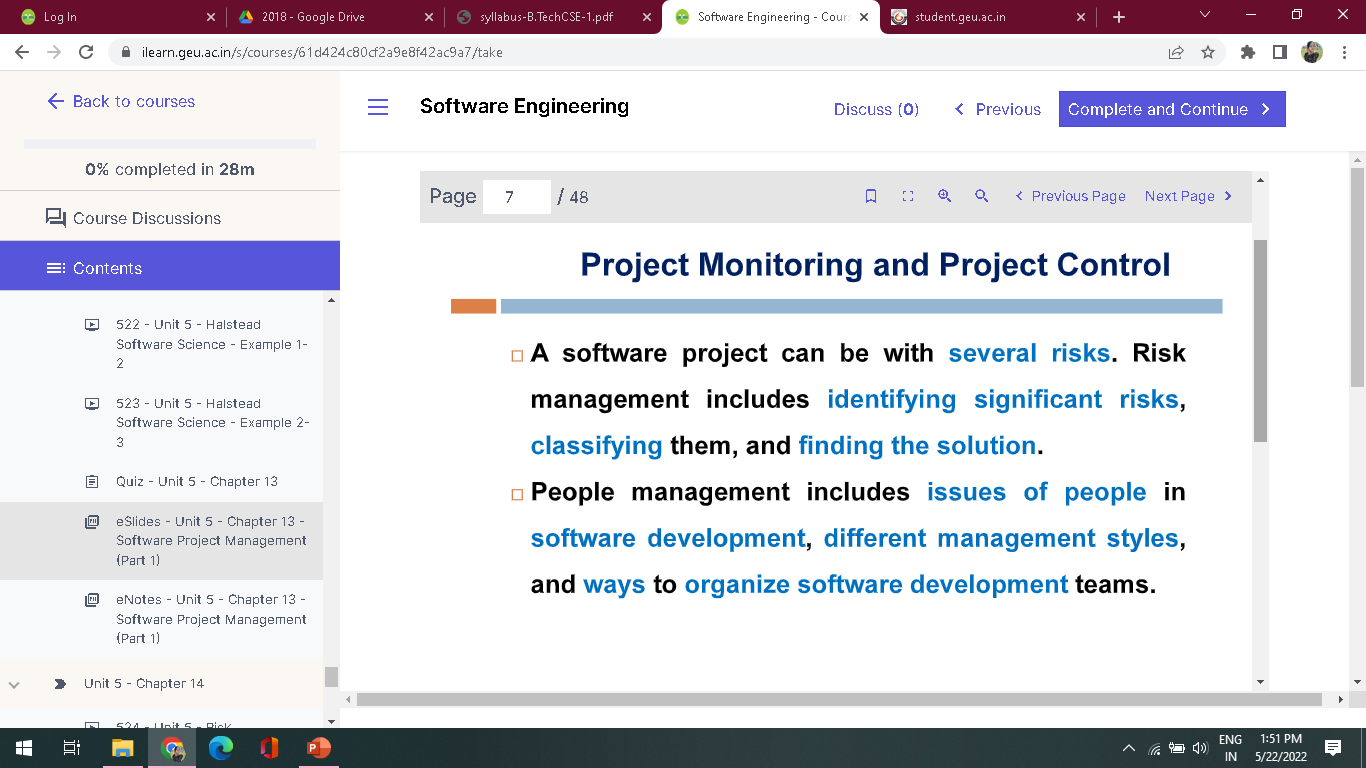 Log In
2018 - Google Drive
syllabus-B.TechCSE-1.pdf
Software Engineering - Cour
student.geu.ac.in
ilearn.geu.ac.in/s/courses/61d424c80cf2a9e8f42ac9a7/take
Back to courses
0% completed in 28m
Course Discussions
Contents
522 - Unit 5 - Halstead
Software Science - Example 1-
2
523 - Unit 5 - Halstead
Software Science - Example 2-
3
Quiz - Unit 5 - Chapter 13
eSlides - Unit 5 - Chapter 13 -
Software Project Management
(Part 1)
eNotes - Unit 5 - Chapter 13 -
Software Project Management
(Part 1)
Unit 5 - Chapter 14
524 - Unit 5 - Risk
Software Engineering
Discuss (0)
Previous
Complete and Continue
Page 7 / 48
Previous Page
Next Page
Project Monitoring and Project Control
A software project can be with several risks. Risk
management includes identifying significant risks,
classifying them, and finding the solution.
People management includes issues of people in
software development, different management styles,
and ways to organize software development teams.
ENG
IN
1:51 PM
5/22/2022